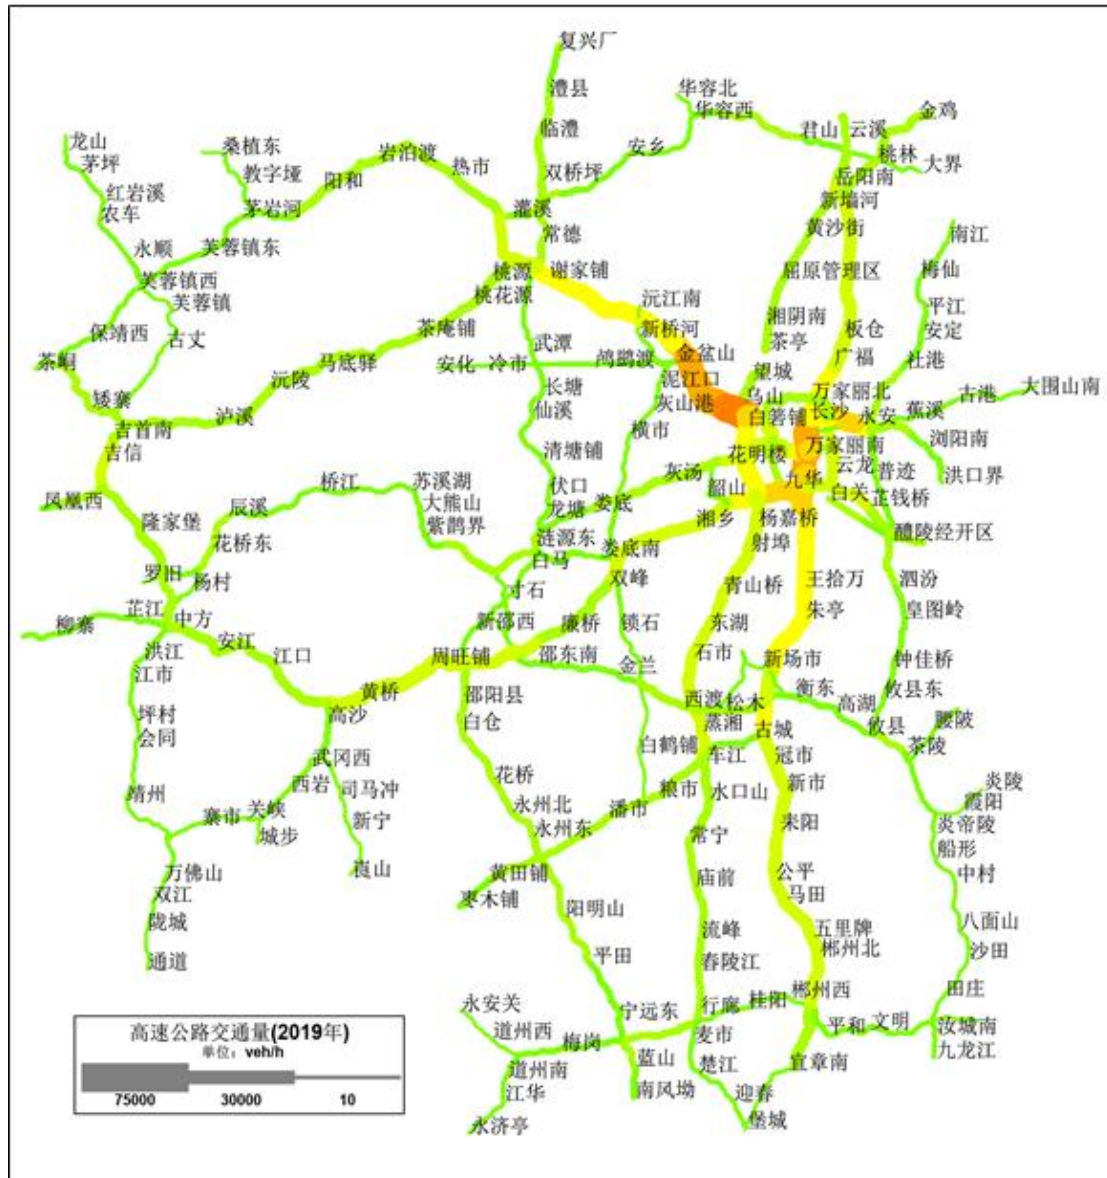 复兴厂
澧县
华容北
华容西
金鸡
临澧
君山
云溪
龙山
桑植东
岩泊渡
安乡
桃林
茅坪
教字垭
热市
双桥坪
大界
岳阳南
阳和
红岩溪
新墙河
农车
茅岩河
灌溪
黄沙街
南江
永顺
芙蓉镇东
常德
梅仙
桃源
谢家铺
屈原管理区
芙蓉镇西
桃花源
沅江南
芙蓉镇
平江
湘阴南
保靖西
茶庵铺
新桥河
板仓
安定
古丈
武潭
茶亭
茶峒
马底驿
安化
冷市
鸬鹚渡
金盆山
广福
社港
泥江口
望城
沅陵
长塘
万家丽北
古港
大围山南
矮寨
仙溪
灰山港
乌山
泸溪
白箬铺
长沙
永安
蕉溪
吉首南
横市
浏阳南
吉信
清塘铺
花明楼
万家丽南
云龙
普迹
洪口界
桥江
苏溪湖
灰汤
九华
凤凰西
大熊山
伏口
韶山
白关
芷钱桥
辰溪
龙塘
娄底
隆家堡
紫鹊界
湘乡
杨嘉桥
醴陵经开区
花桥东
涟源东
娄底南
射埠
白马
罗旧
杨村
双峰
青山桥
王拾万
泗汾
寸石
芷江
中方
朱亭
皇图岭
柳寨
新邵西
廉桥
锁石
东湖
安江
洪江
江口
周旺铺
邵东南
金兰
石市
新场市
钟佳桥
江市
黄桥
邵阳县
西渡
松木
衡东
高湖
攸县东
坪村
高沙
白仓
蒸湘
古城
攸县
腰陂
会同
茶陵
白鹤铺
车江
冠市
武冈西
花桥
炎陵
西岩
司马冲
粮市
水口山
新市
靖州
永州北
霞阳
关峡
潘市
寨市
新宁
永州东
耒阳
炎帝陵
城步
常宁
船形
万佛山
崀山
黄田铺
庙前
公平
中村
双江
枣木铺
马田
阳明山
八面山
陇城
流峰
五里牌
郴州北
沙田
通道
平田
舂陵江
永安关
宁远东
行廊
桂阳
郴州西
田庄
道州西
梅岗
麦市
平和
文明
汝城南
道州南
蓝山
楚江
宜章南
九龙江
江华
南风坳
迎春
永济亭
堡城
高速公路交通量(2019年)
单位：veh/h
75000 30000 10